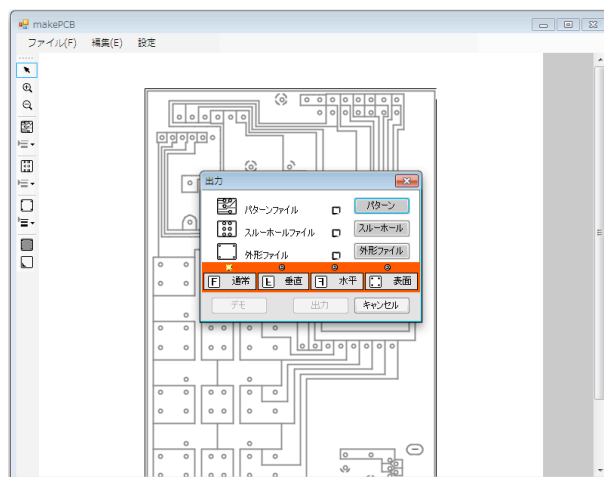 makePCB
ファイル(F) 編集(E) 設定
出力
パターンファイル パターン
スルーホールファイル スルーホール
外形ファイル 外形ファイル
F 通常 F 垂直 F 水平 表面
デモ 出力 キャンセル